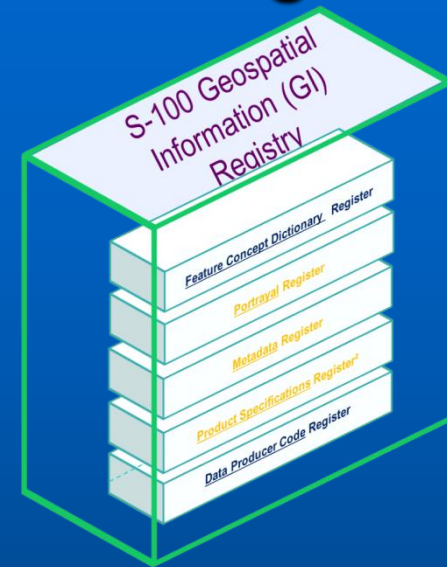 S-100 Geospatial
Information (GI)
Registry
Feature Concept Dictionary Register
Portrayal Register
Metadata Register
Product Specifications Register²
Data Producer Code Register